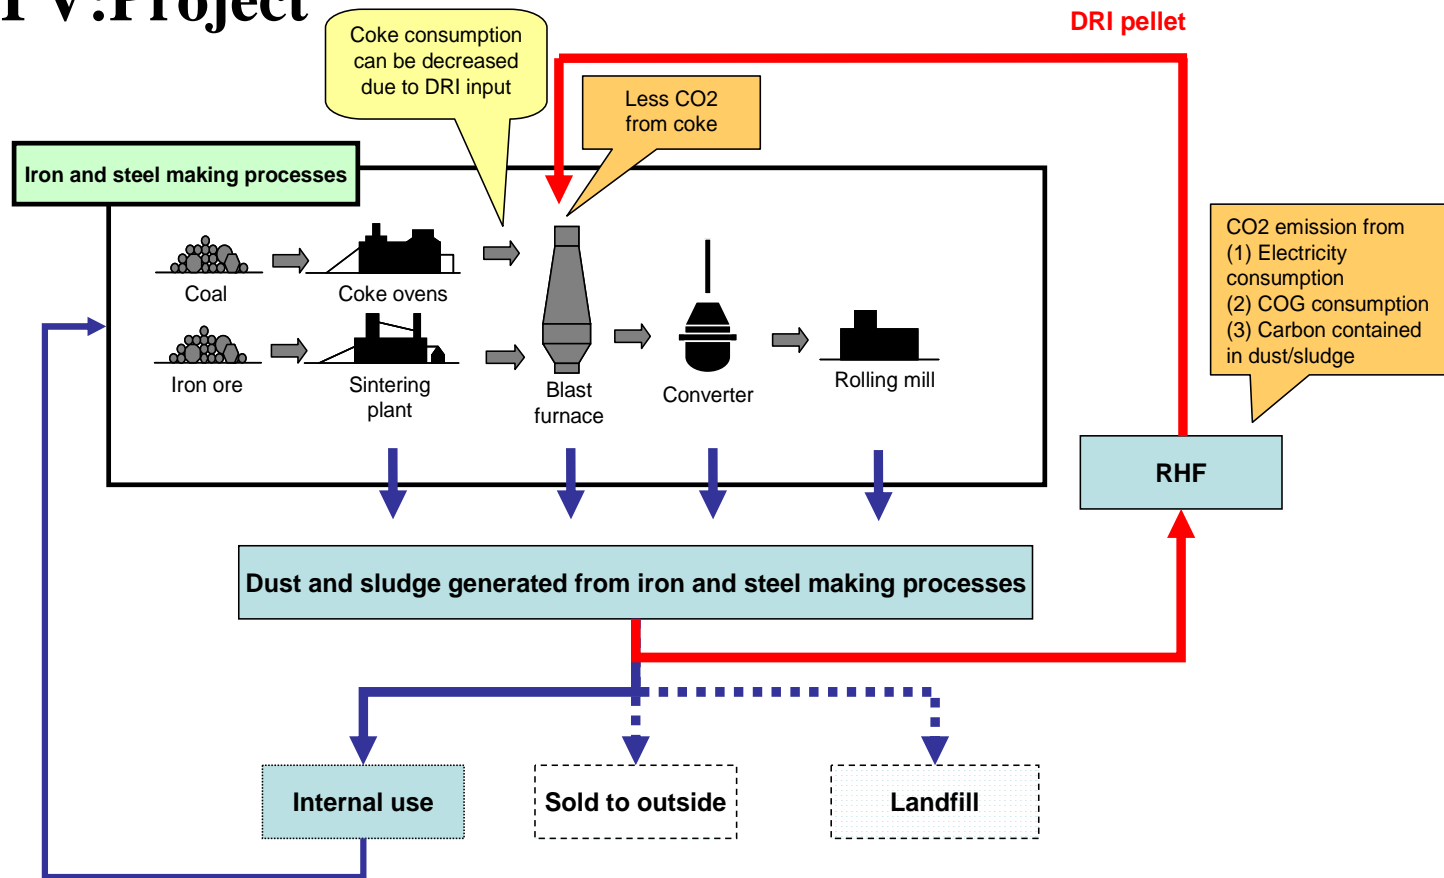 PV:Project
DRI pellet
Coke consumption
can be decreased
due to DRI input
Less CO2
from coke
Iron and steel making processes
CO2 emission from
(1) Electricity
consumption
(2) COG consumption
(3) Carbon contained
in dust/sludge
Coal
Coke ovens
Iron ore
Sintering
plant
Blast
furnace
Converter
Rolling mill
RHF
Dust and sludge generated from iron and steel making processes
Internal use
Sold to outside
Landfill